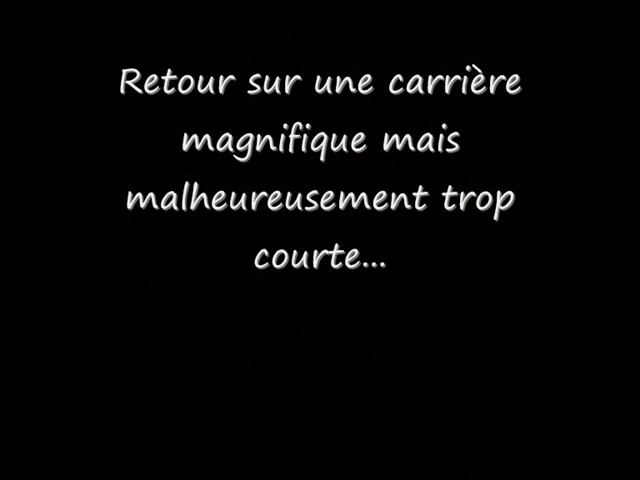 Retour sur une carrière
magnifique mais
malheureusement trop
courte...